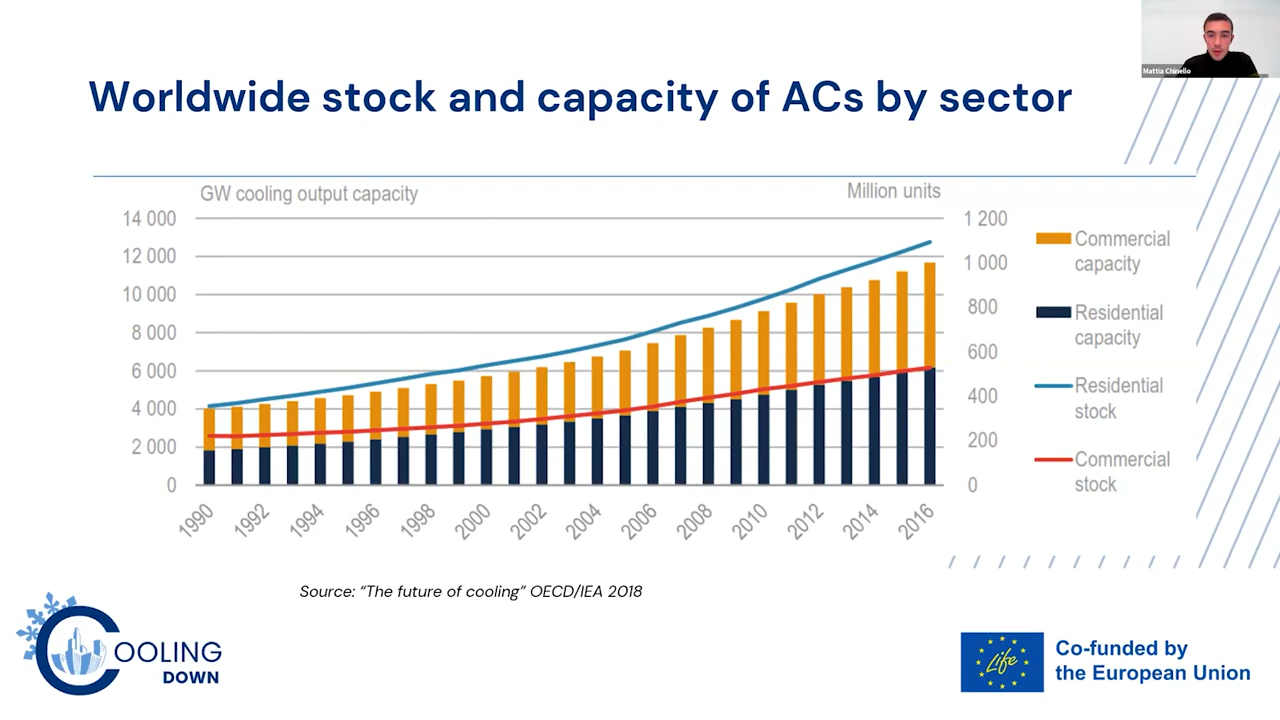 Mattia Chinello
Worldwide stock and capacity of ACs by sector
GW cooling output capacity
Million units
14 000
12 000
10 000
8 000
6 000
4 000
2 000
0
1 200
1 000
800
600
400
200
0
Commercial
capacity
Residential
capacity
Residential
stock
Commercial
stock
1990
1992
1994
1996
1998
2000
2002
2004
2006
2008
2010
2012
2014
2016
Source: “The future of cooling” OECD/IEA 2018
COOLING
DOWN
Life
Co-funded by
the European Union